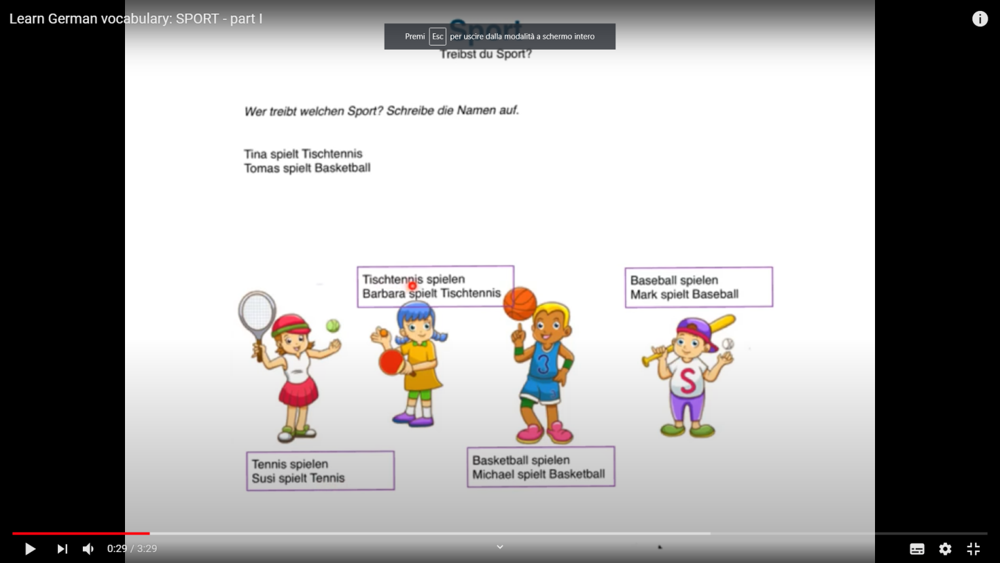 Learn German vocabulary: SPORT - part I
Sport
Premi Esc per uscire dalla modalità a schermo intero
Treibst du Sport?
Wer treibt welchen Sport? Schreibe die Namen auf.
Tina spielt Tischtennis
Tomas spielt Basketball
Tischtennis spielen
Barbara spielt Tischtennis
Baseball spielen
Mark spielt Baseball
3
3
S
Tennis spielen
Susi spielt Tennis
Basketball spielen
Michael spielt Basketball
0:29 / 3:29